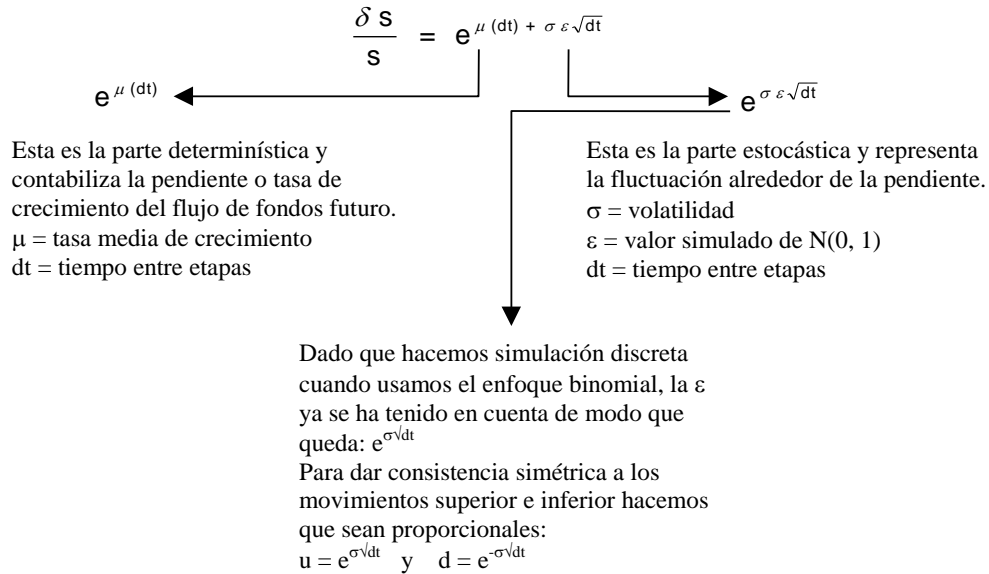 δ s / s = e^μ (dt) + σ ε√dt
e^μ (dt)
e^σ ε√dt
Esta es la parte determinística y
contabiliza la pendiente o tasa de
crecimiento del flujo de fondos futuro.
μ = tasa media de crecimiento
dt = tiempo entre etapas
Esta es la parte estocástica y representa
la fluctuación alrededor de la pendiente.
σ = volatilidad
ε = valor simulado de N(0, 1)
dt = tiempo entre etapas
Dado que hacemos simulación discreta
cuando usamos el enfoque binomial, la ε
ya se ha tenido en cuenta de modo que
queda: e^σ√dt
Para dar consistencia simétrica a los
movimientos superior e inferior hacemos
que sean proporcionales:
u = e^σ√dt y d = e^-σ√dt